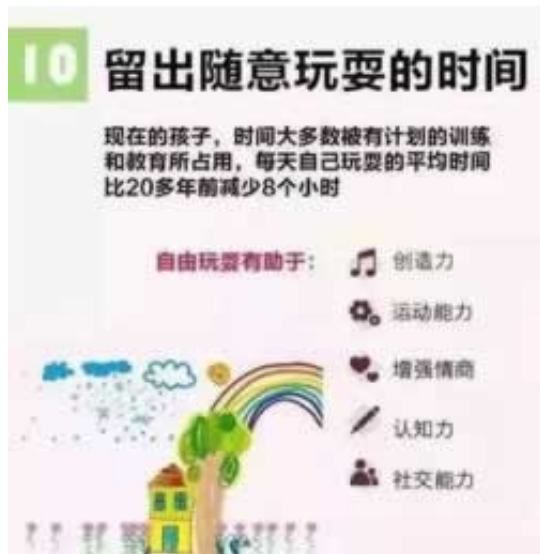 10
留出随意玩耍的时间
现在的孩子，时间大多数被有计划的训练
和教育所占用，每天自己玩耍的平均时间
比20多年前减少8个小时
自由玩耍有助于：
创造力
运动能力
增强情商
认知力
社交能力